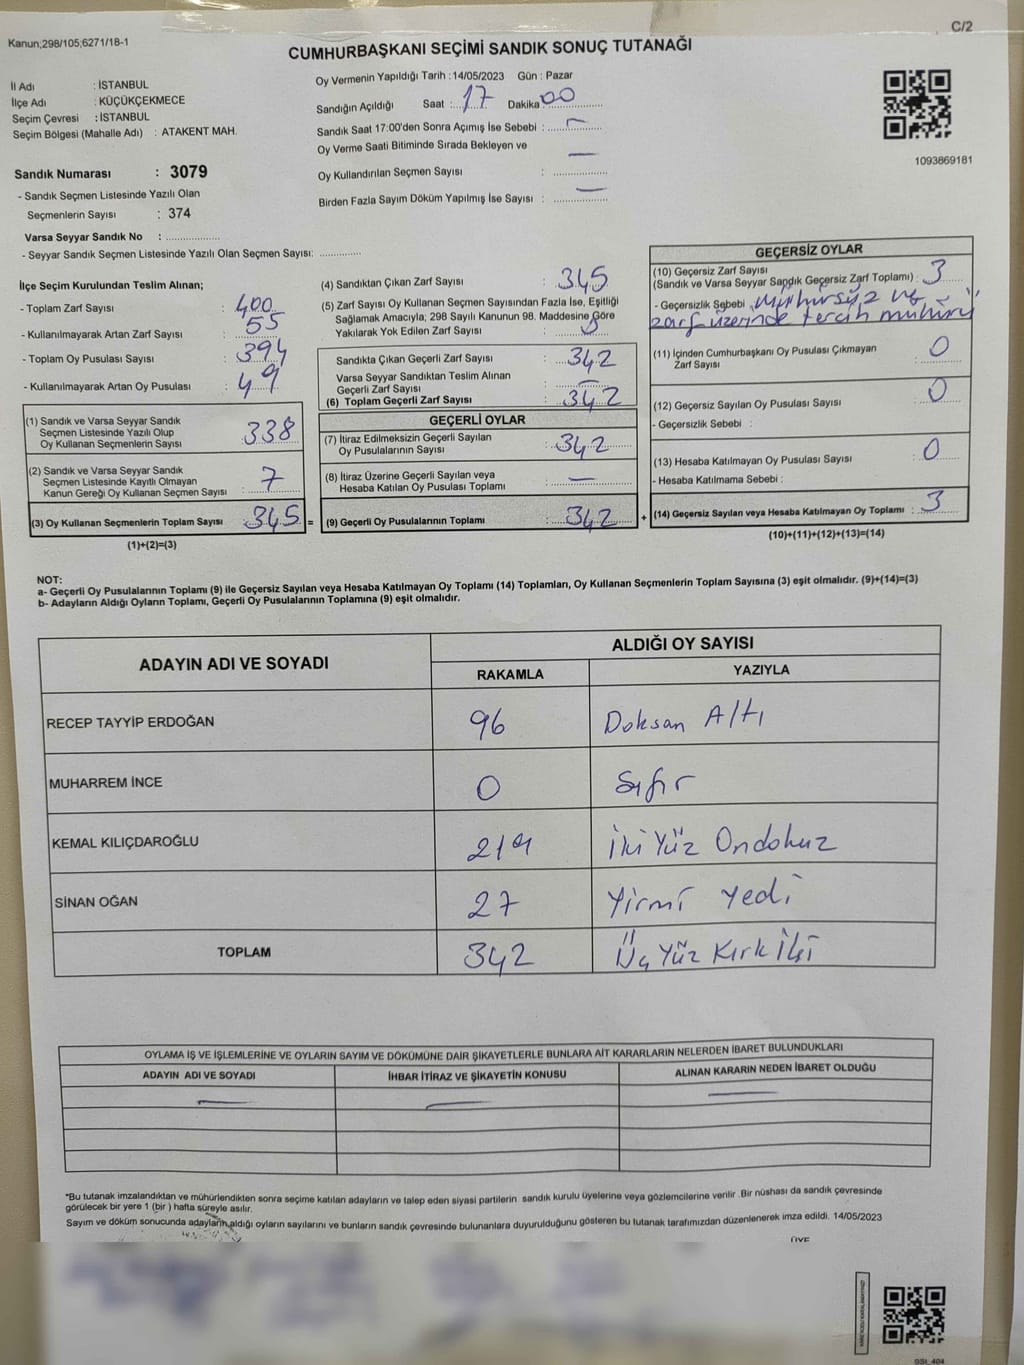 C/2
Kanun;298/105;6271/18-1
CUMHURBAŞKANI SEÇİMİ SANDIK SONUÇ TUTANAĞI
İl Adı : İSTANBUL
İlçe Adı : KÜÇÜKÇEKMECE
Seçim Çevresi : İSTANBUL
Seçim Bölgesi (Mahalle Adı) : ATAKENT MAH.
Sandık Numarası : 3079
- Sandık Seçmen Listesinde Yazılı Olan
Seçmenlerin Sayısı : 374
Varsa Seyyar Sandık No : ..................
- Seyyar Sandık Seçmen Listesinde Yazılı Olan Seçmen Sayısı: .............
Oy Vermenin Yapıldığı Tarih :14/05/2023 Gün : Pazar
Sandığın Açıldığı Saat : 17 Dakika 00
Sandık Saat 17:00'den Sonra Açımış İse Sebebi : —
Oy Verme Saati Bitiminde Sırada Bekleyen ve
Oy Kullandırılan Seçmen Sayısı : —
Birden Fazla Sayım Döküm Yapılmış İse Sayısı : —
1093869181
İlçe Seçim Kurulundan Teslim Alınan;
- Toplam Zarf Sayısı : 400
- Kullanılmayarak Artan Zarf Sayısı : 55
- Toplam Oy Pusulası Sayısı : 394
- Kullanılmayarak Artan Oy Pusulası : 49
(1) Sandık ve Varsa Seyyar Sandık
Seçmen Listesinde Yazılı Olup
Oy Kullanan Seçmenlerin Sayısı 338
(2) Sandık ve Varsa Seyyar Sandık
Seçmen Listesinde Kayıtlı Olmayan
Kanun Gereği Oy Kullanan Seçmen Sayısı : 7
(3) Oy Kullanan Seçmenlerin Toplam Sayısı 345 =
(1)+(2)=(3)
(4) Sandıktan Çıkan Zarf Sayısı : 345
(5) Zarf Sayısı Oy Kullanan Seçmen Sayısından Fazla İse, Eşitliği
Sağlamak Amacıyla; 298 Sayılı Kanunun 98. Maddesine Göre
Yakılarak Yok Edilen Zarf Sayısı :
Sandıkta Çıkan Geçerli Zarf Sayısı : 342
Varsa Seyyar Sandıktan Teslim Alınan
Geçerli Zarf Sayısı : —
(6) Toplam Geçerli Zarf Sayısı : 342
GEÇERLİ OYLAR
(7) İtiraz Edilmeksizin Geçerli Sayılan
Oy Pusulalarının Sayısı : 342
(8) İtiraz Üzerine Geçerli Sayılan veya
Hesaba Katılan Oy Pusulası Toplamı : —
(9) Geçerli Oy Pusulalarının Toplamı : 342 +
GEÇERSİZ OYLAR
(10) Geçersiz Zarf Sayısı
(Sandık ve Varsa Seyyar Sandık Geçersiz Zarf Toplamı) : 3
- Geçersizlik Sebebi Mühürsüz ve
zarf üzerinde tercih mühürü
(11) İçinden Cumhurbaşkanı Oy Pusulası Çıkmayan
Zarf Sayısı : 0
(12) Geçersiz Sayılan Oy Pusulası Sayısı : 0
- Geçersizlik Sebebi :
(13) Hesaba Katılmayan Oy Pusulası Sayısı : 0
- Hesaba Katılmama Sebebi :
(14) Geçersiz Sayılan veya Hesaba Katılmayan Oy Toplamı : 3
(10)+(11)+(12)+(13)=(14)
NOT:
a- Geçerli Oy Pusulalarının Toplamı (9) ile Geçersiz Sayılan veya Hesaba Katılmayan Oy Toplamı (14) Toplamları, Oy Kullanan Seçmenlerin Toplam Sayısına (3) eşit olmalıdır. (9)+(14)=(3)
b- Adayların Aldığı Oyların Toplamı, Geçerli Oy Pusulalarının Toplamına (9) eşit olmalıdır.
ADAYIN ADI VE SOYADI ALDIĞI OY SAYISI
RAKAMLA YAZIYLA
RECEP TAYYİP ERDOĞAN 96 Doksan Altı
MUHARREM İNCE 0 Sıfır
KEMAL KILIÇDAROĞLU 219 İki Yüz Ondokuz
SİNAN OĞAN 27 Yirmi Yedi
TOPLAM 342 Üç Yüz Kırk İki
OYLAMA İŞ VE İŞLEMLERİNE VE OYLARIN SAYIM VE DÖKÜMÜNE DAİR ŞİKAYETLERLE BUNLARA AİT KARARLARIN NELERDEN İBARET BULUNDUKLARI
ADAYIN ADI VE SOYADI İHBAR İTİRAZ VE ŞİKAYETİN KONUSU ALINAN KARARIN NEDEN İBARET OLDUĞU
— — —
*Bu tutanak imzalandıktan ve mühürlendikten sonra seçime katılan adayların ve talep eden siyasi partilerin sandık kurulu üyelerine veya gözlemcilerine verilir .Bir nüshası da sandık çevresinde
görülecek bir yere 1 (bir ) hafta süreyle asılır.
Sayım ve döküm sonucunda adayların aldığı oyların sayılarını ve bunların sandık çevresinde bulunanlara duyurulduğunu gösteren bu tutanak tarafımızdan düzenlenerek imza edildi. 14/05/2023
ÜYE